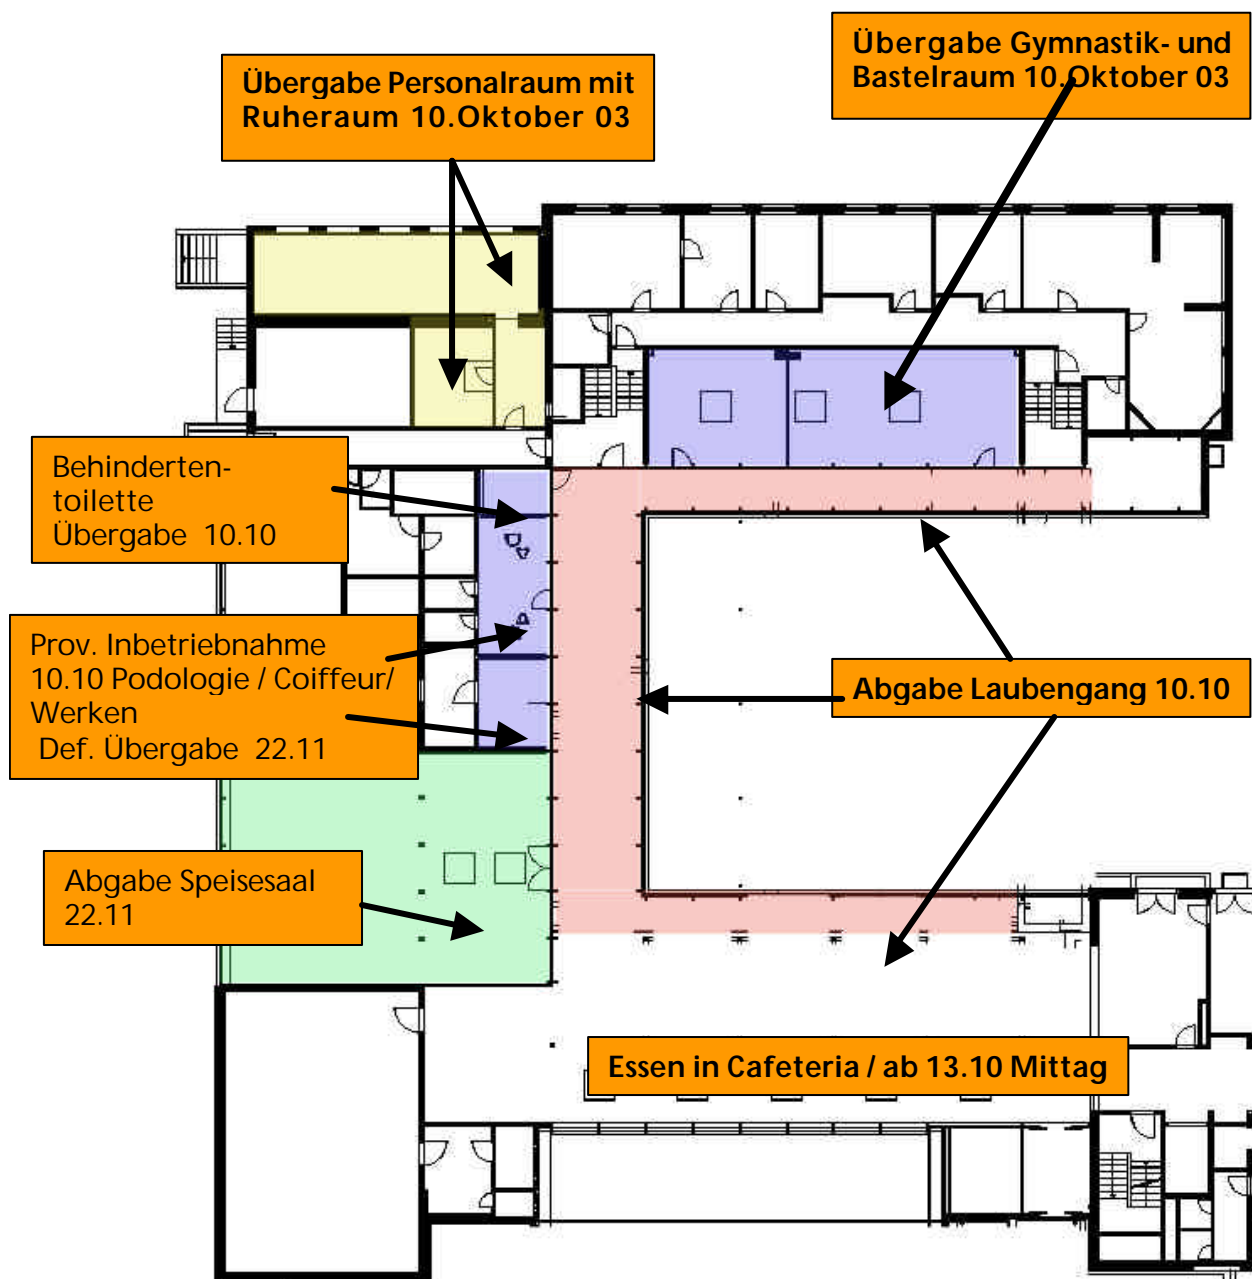 Übergabe Gymnastik- und
Bastelraum 10.Oktober 03
Übergabe Personalraum mit
Ruheraum 10.Oktober 03
Behinderten-
toilette
Übergabe 10.10
Prov. Inbetriebnahme
10.10 Podologie / Coiffeur/
Werken
Def. Übergabe 22.11
Abgabe Laubengang 10.10
Abgabe Speisesaal
22.11
Essen in Cafeteria / ab 13.10 Mittag